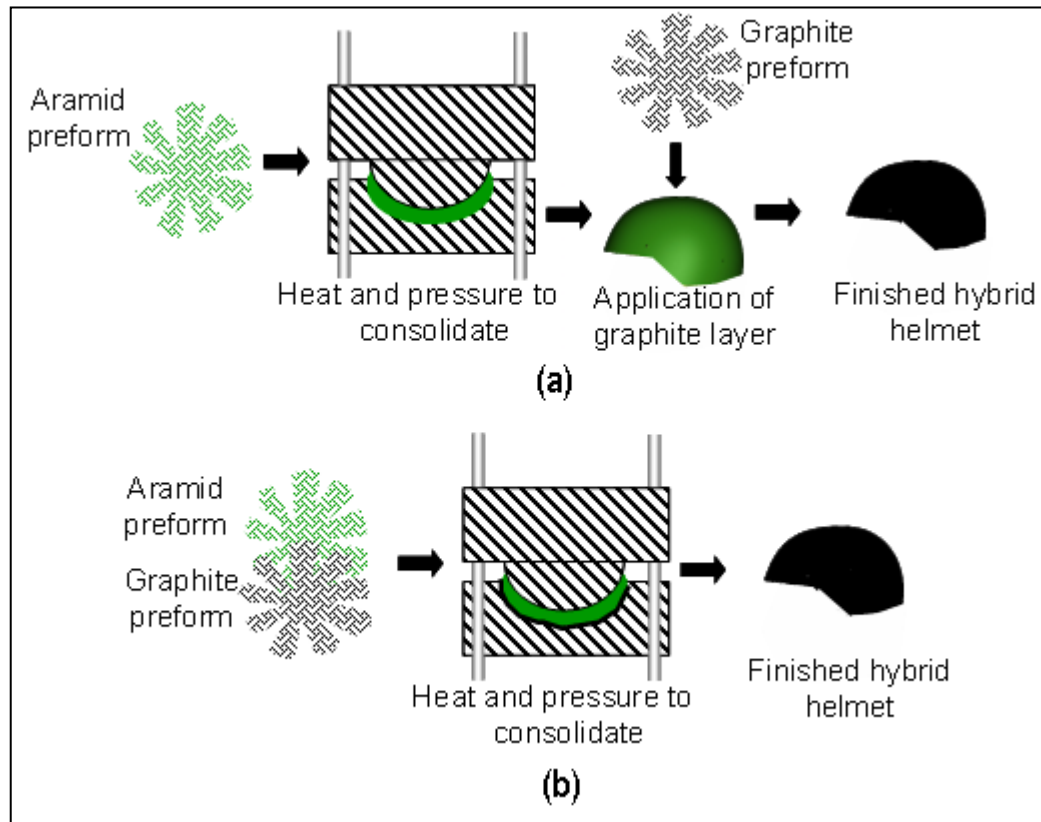 Graphite
preform
Aramid
preform
Heat and pressure to
consolidate
Application of
graphite layer
Finished hybrid
helmet
(a)
Aramid
preform
Graphite
preform
Heat and pressure to
consolidate
Finished hybrid
helmet
(b)